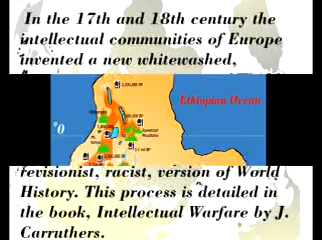 In the 17th and 18th century the
intellectual communities of Europe
invented a new whitewashed,
Ethiopian Ocean
0
revisionist, racist, version of World
History. This process is detailed in
the book, Intellectual Warfare by J.
Carruthers.